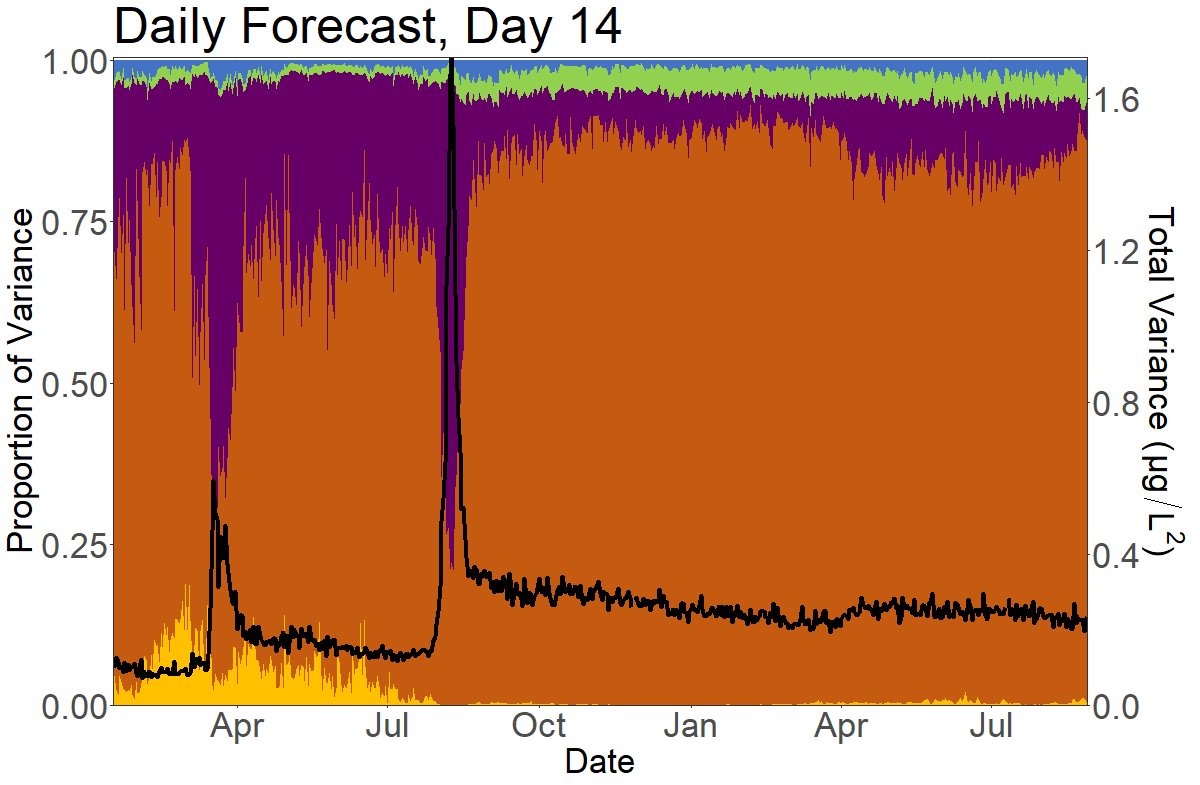 Daily Forecast, Day 14
1.00
0.75
0.50
0.25
0.00
Proportion of Variance
1.6
1.2
0.8
0.4
0.0
Total Variance (µg/L²)
Apr Jul Oct Jan Apr Jul
Date